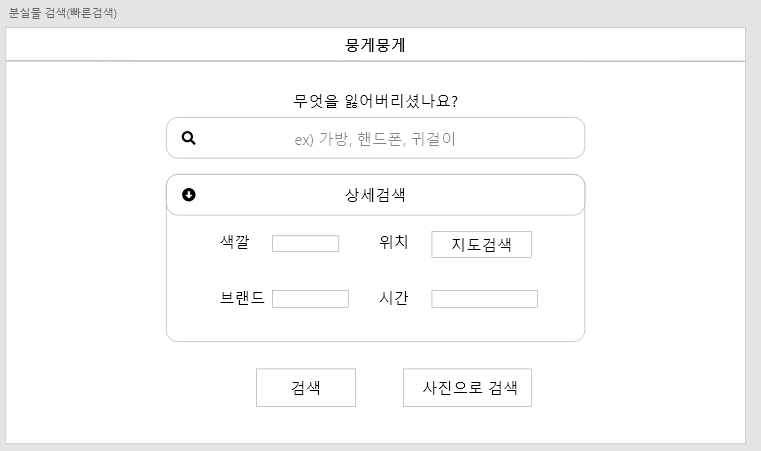 분실물 검색(빠른검색)
뭉게뭉게
무엇을 잃어버리셨나요?
ex) 가방, 핸드폰, 귀걸이
상세검색
색깔 위치 지도검색
브랜드 시간
검색 사진으로 검색